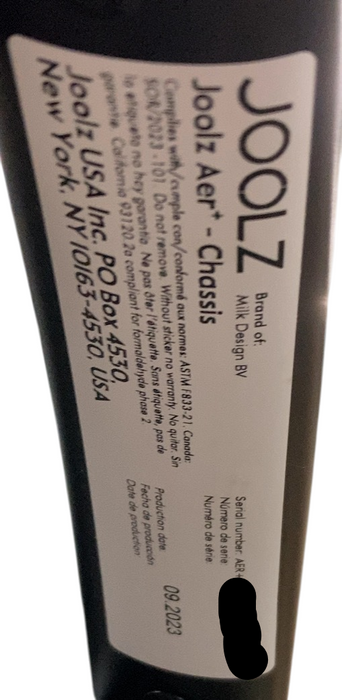 JOOLZ
Brand of:
Milk Design BV
Serial number: AER+
Número de serie:
Numéro de série:
Joolz Aer+ - Chassis
Complies with/cumple con/conformé aux normes: ASTM F833-21. Canada:
SOR/2023 -101. Do not remove. Without sticker no warranty. No quitar. Sin
la etiqueta no hay garantía. Ne pas ôter l'étiquette. Sans étiquette, pas de
garantie. California 93120.2a compliant for formaldehyde phase 2
Production date:
Fecha de producción
Date de production:
09.2023
Joolz USA Inc. PO Box 4530,
New York, NY 10163-4530, USA